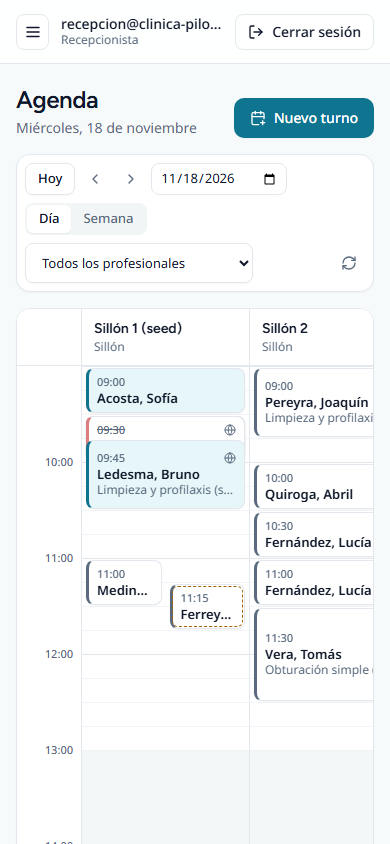 recepcion@clinica-pilo...
Recepcionista
Cerrar sesión
Agenda
Miércoles, 18 de noviembre
Nuevo turno
Hoy
11/18/2026
Día
Semana
Todos los profesionales
Sillón 1 (seed)
Sillón
Sillón 2
Sillón
09:00
Acosta, Sofía
09:30
09:45
Ledesma, Bruno
Limpieza y profilaxis (s...
11:00
Medin...
11:15
Ferrey...
09:00
Pereyra, Joaquín
Limpieza y profilaxi
10:00
Quiroga, Abril
10:30
Fernández, Lucía
11:00
Fernández, Lucía
11:30
Vera, Tomás
Obturación simple
10:00
11:00
12:00
13:00